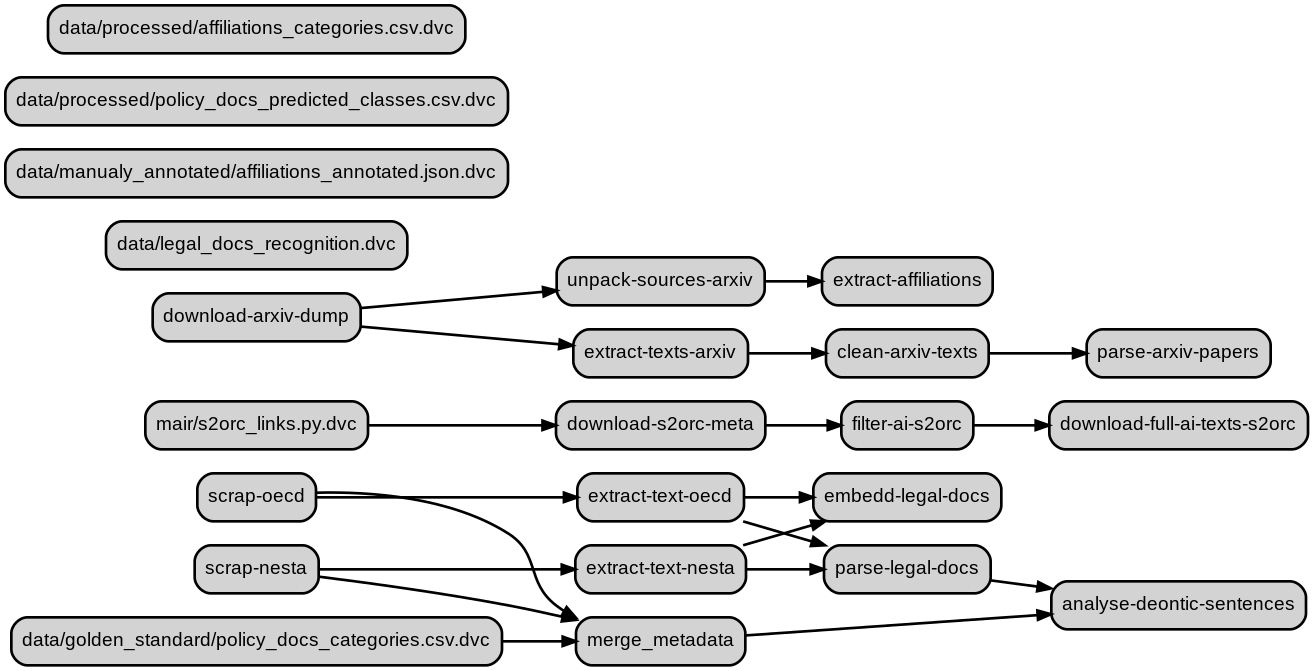 data/processed/affiliations_categories.csv.dvc
data/processed/policy_docs_predicted_classes.csv.dvc
data/manualy_annotated/affiliations_annotated.json.dvc
data/legal_docs_recognition.dvc
unpack-sources-arxiv
extract-affiliations
download-arxiv-dump
extract-texts-arxiv
clean-arxiv-texts
parse-arxiv-papers
mair/s2orc_links.py.dvc
download-s2orc-meta
filter-ai-s2orc
download-full-ai-texts-s2orc
scrap-oecd
extract-text-oecd
embedd-legal-docs
scrap-nesta
extract-text-nesta
parse-legal-docs
analyse-deontic-sentences
data/golden_standard/policy_docs_categories.csv.dvc
merge_metadata